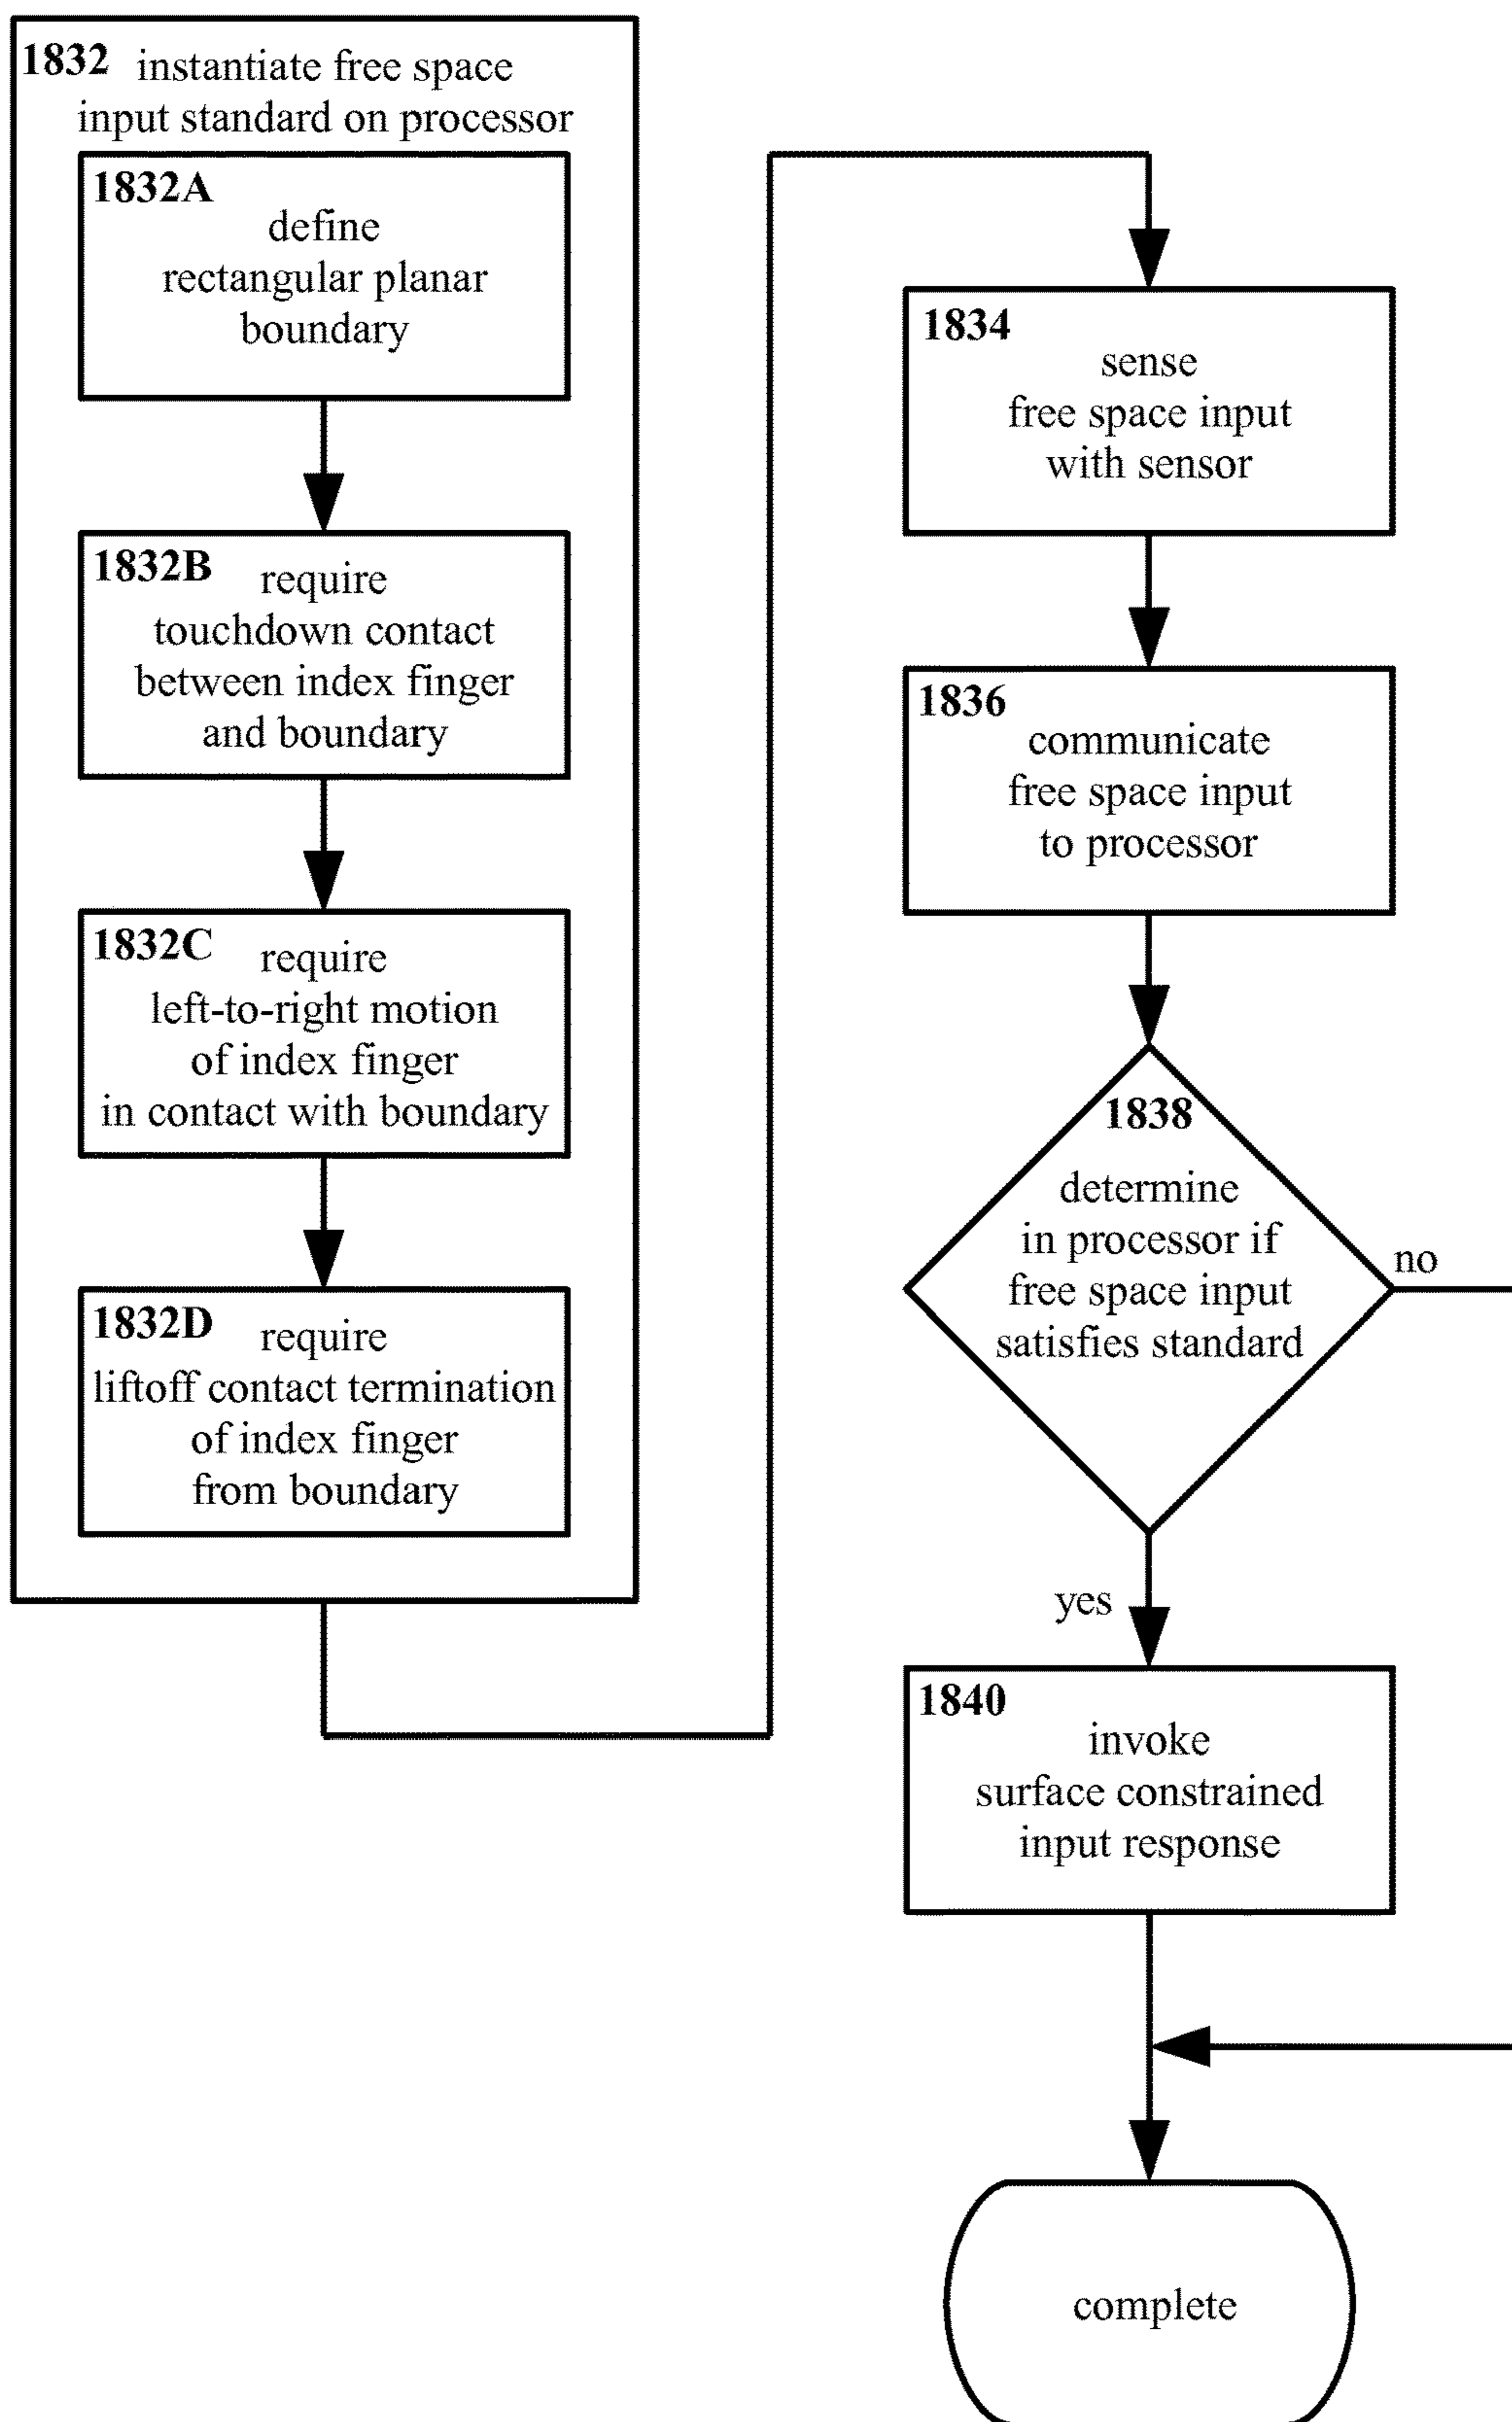 1832 instantiate free space
input standard on processor
1832A
define
rectangular planar
boundary
1832B require
touchdown contact
between index finger
and boundary
1832C require
left-to-right motion
of index finger
in contact with boundary
1832D require
liftoff contact termination
of index finger
from boundary
1834
sense
free space input
with sensor
1836
communicate
free space input
to processor
1838
determine
in processor if
free space input
satisfies standard
no
yes
1840
invoke
surface constrained
input response
complete